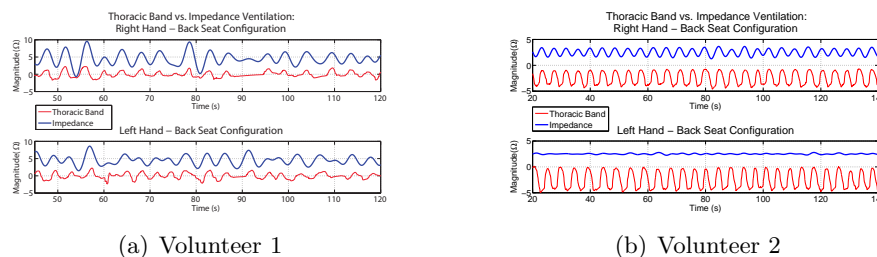 Thoracic Band vs. Impedance Ventilation:
Right Hand – Back Seat Configuration
Magnitude(Ω)
10
5
0
−5
50 60 70 80 90 100 110 120
Time (s)
Thoracic Band
Impedance
Left Hand – Back Seat Configuration
Magnitude(Ω)
10
5
0
−5
50 60 70 80 90 100 110 120
Time (s)
(a) Volunteer 1
Thoracic Band vs. Impedance Ventilation:
Right Hand – Back Seat Configuration
Magnitude(Ω)
5
0
−5
20 40 60 80 100 120 14
Time (s)
Thoracic Band
Impedance
Left Hand – Back Seat Configuration
Magnitude(Ω)
5
0
−5
20 40 60 80 100 120 14
Time (s)
(b) Volunteer 2